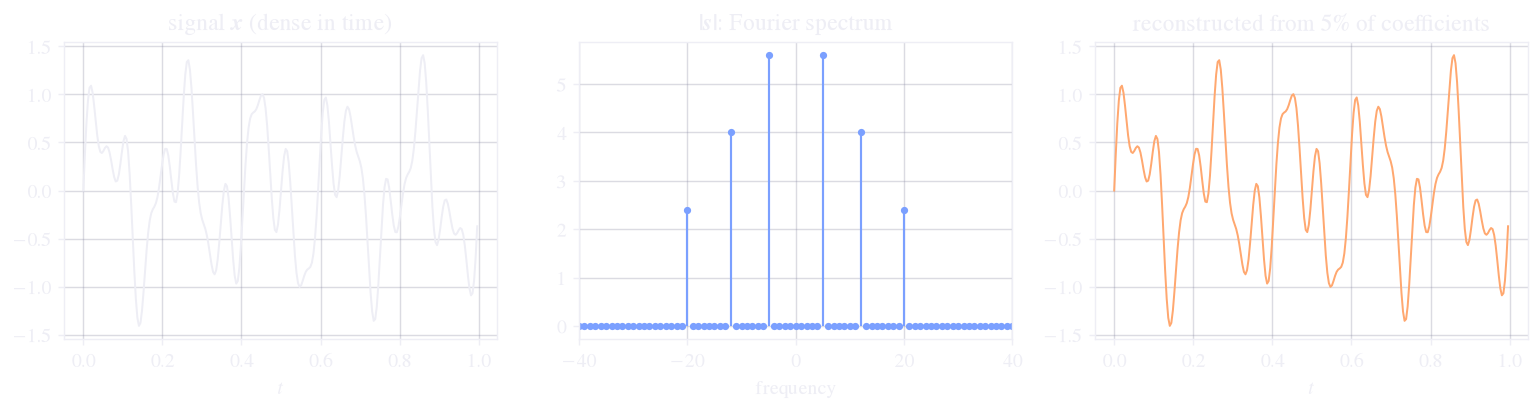 signal x (dense in time)
1.5
1.0
0.5
0.0
−0.5
−1.0
−1.5
0.0 0.2 0.4 0.6 0.8 1.0
t
|s|: Fourier spectrum
5
4
3
2
1
0
−40 −20 0 20 40
frequency
reconstructed from 5% of coefficients
1.5
1.0
0.5
0.0
−0.5
−1.0
−1.5
0.0 0.2 0.4 0.6 0.8 1.0
t